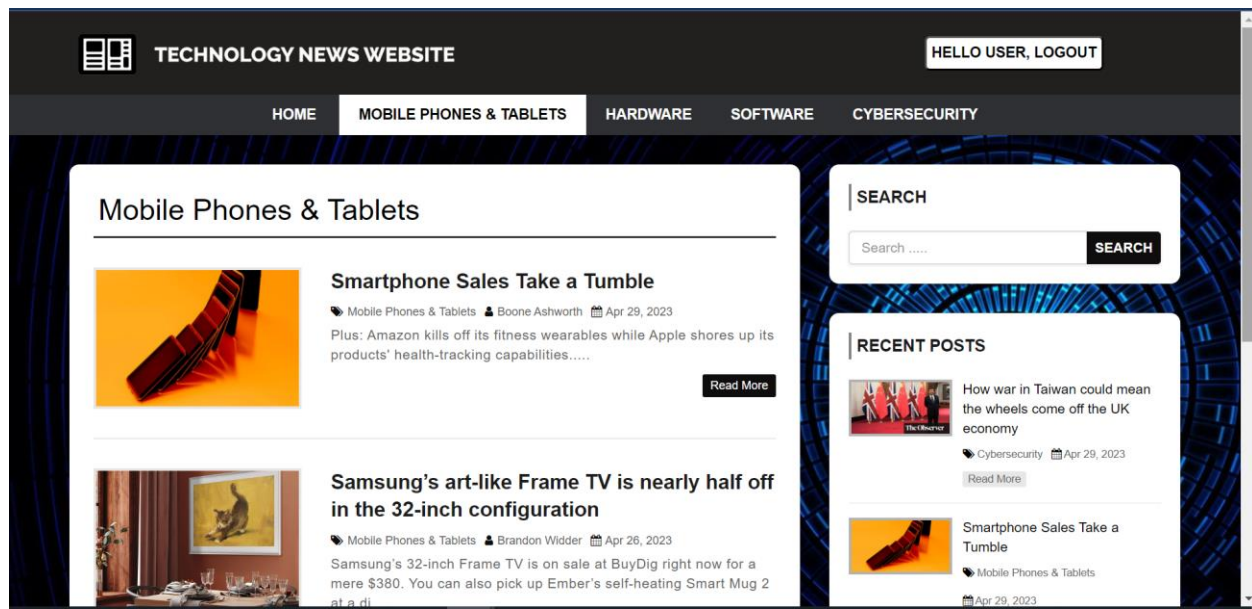 TECHNOLOGY NEWS WEBSITE
HELLO USER, LOGOUT
HOME MOBILE PHONES & TABLETS HARDWARE SOFTWARE CYBERSECURITY
Mobile Phones & Tablets
Smartphone Sales Take a Tumble
Mobile Phones & Tablets Boone Ashworth Apr 29, 2023
Plus: Amazon kills off its fitness wearables while Apple shores up its
products' health-tracking capabilities.....
Read More
Samsung’s art-like Frame TV is nearly half off
in the 32-inch configuration
Mobile Phones & Tablets Brandon Widder Apr 26, 2023
Samsung’s 32-inch Frame TV is on sale at BuyDig right now for a
mere $380. You can also pick up Ember’s self-heating Smart Mug 2
at a di
SEARCH
Search .....
SEARCH
RECENT POSTS
The Observer
How war in Taiwan could mean
the wheels come off the UK
economy
Cybersecurity Apr 29, 2023
Read More
Smartphone Sales Take a
Tumble
Mobile Phones & Tablets
Apr 29, 2023